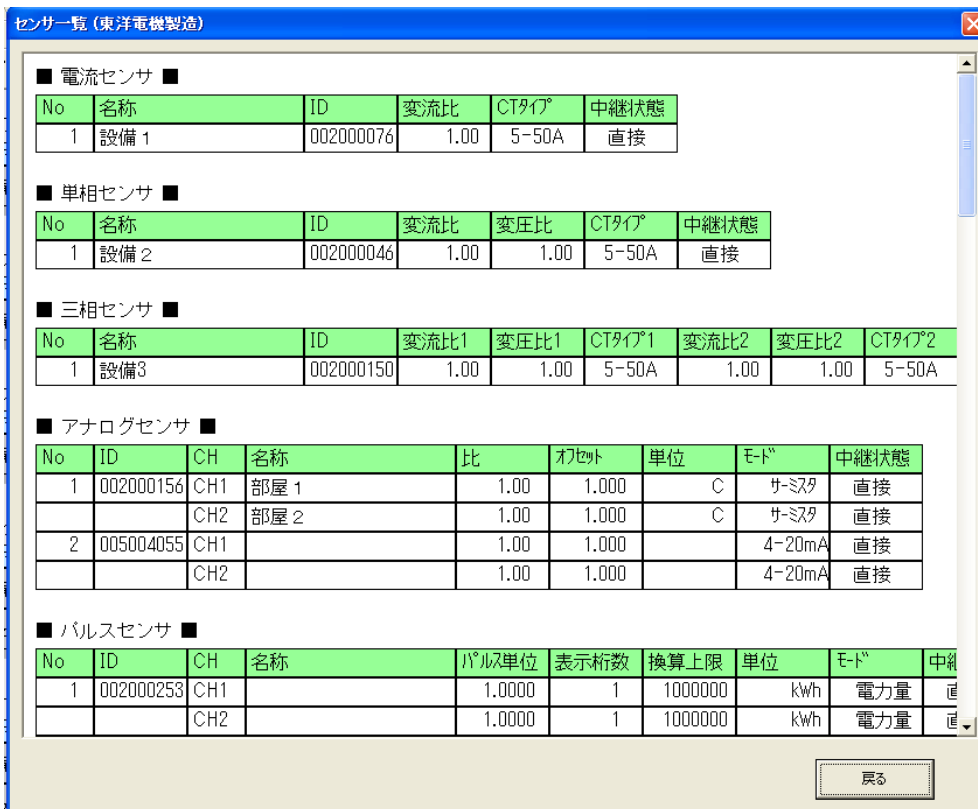 センサ一覧 (東洋電機製造)
■ 電流センサ ■
No 名称 ID 変流比 CTﾀｲﾌﾟ 中継状態
1 設備１ 002000076 1.00 5-50A 直接
■ 単相センサ ■
No 名称 ID 変流比 変圧比 CTﾀｲﾌﾟ 中継状態
1 設備２ 002000046 1.00 1.00 5-50A 直接
■ 三相センサ ■
No 名称 ID 変流比1 変圧比1 CTﾀｲﾌﾟ1 変流比2 変圧比2 CTﾀｲﾌﾟ2
1 設備3 002000150 1.00 1.00 5-50A 1.00 1.00 5-50A
■ アナログセンサ ■
No ID CH 名称 比 ｵﾌｾｯﾄ 単位 ﾓｰﾄﾞ 中継状態
1 002000156 CH1 部屋１ 1.00 1.000 C ｻｰﾐｽﾀ 直接
CH2 部屋２ 1.00 1.000 C ｻｰﾐｽﾀ 直接
2 005004055 CH1 1.00 1.000 4-20mA 直接
CH2 1.00 1.000 4-20mA 直接
■ パルスセンサ ■
No ID CH 名称 ﾊﾟﾙｽ単位 表示桁数 換算上限 単位 ﾓｰﾄﾞ 中
1 002000253 CH1 1.0000 1 1000000 kWh 電力量
CH2 1.0000 1 1000000 kWh 電力量
戻る